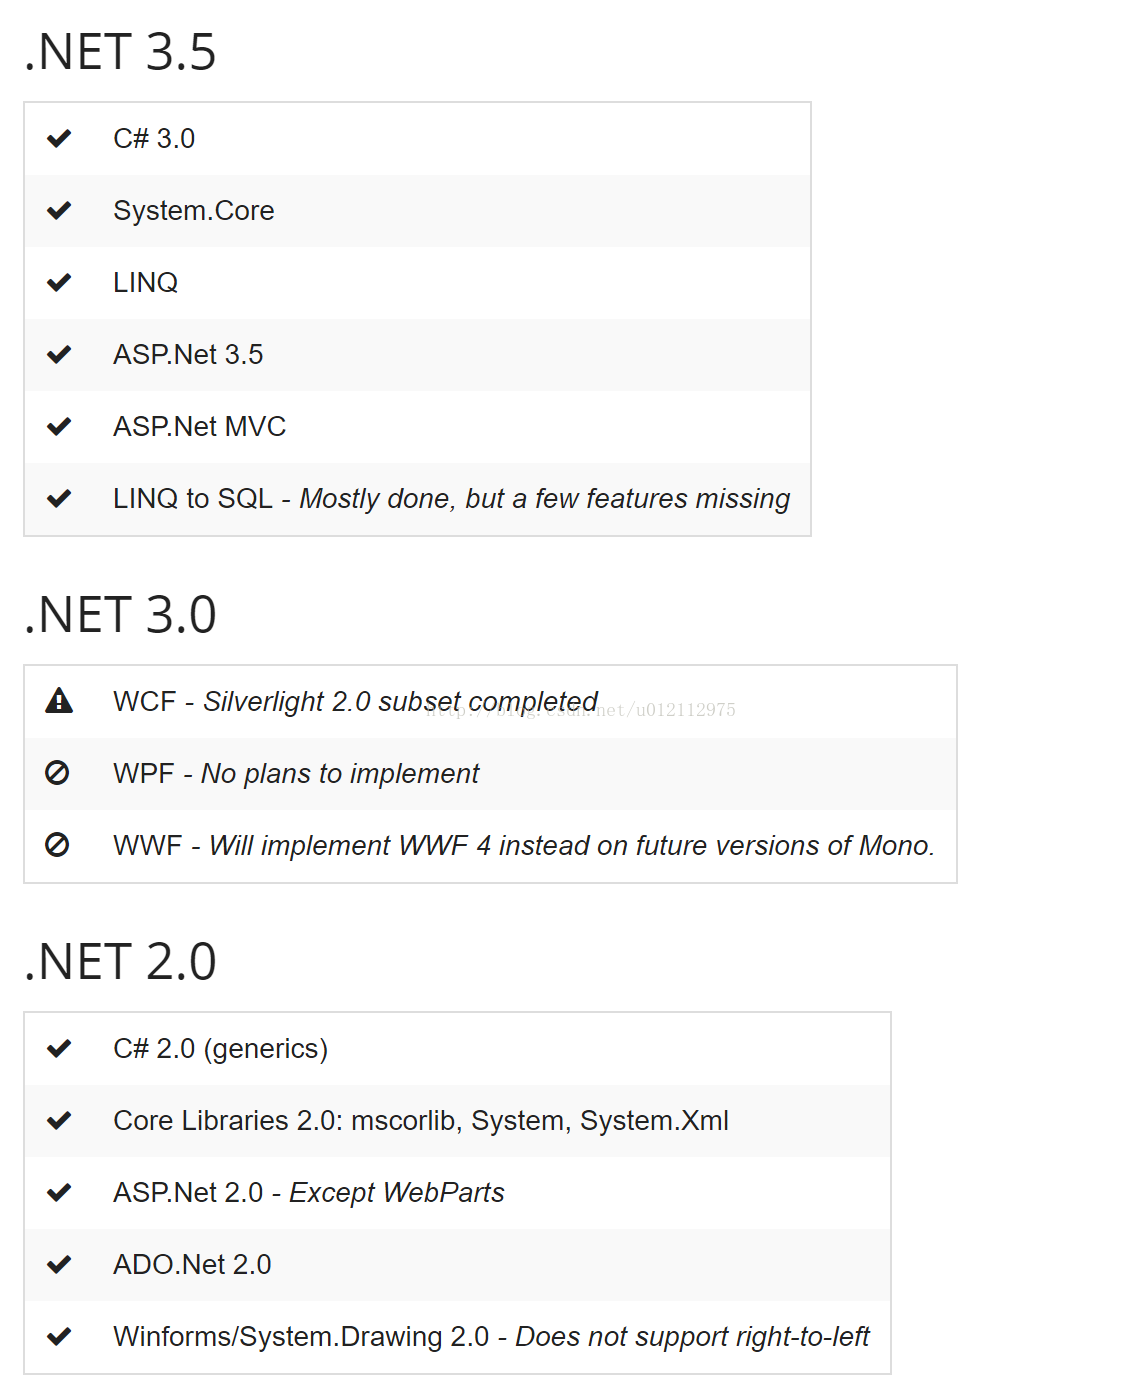 .NET 3.5
C# 3.0
System.Core
LINQ
ASP.Net 3.5
ASP.Net MVC
LINQ to SQL - Mostly done, but a few features missing
.NET 3.0
WCF - Silverlight 2.0 subset completed
http://blog.csdn.net/u012112975
WPF - No plans to implement
WWF - Will implement WWF 4 instead on future versions of Mono.
.NET 2.0
C# 2.0 (generics)
Core Libraries 2.0: mscorlib, System, System.Xml
ASP.Net 2.0 - Except WebParts
ADO.Net 2.0
Winforms/System.Drawing 2.0 - Does not support right-to-left